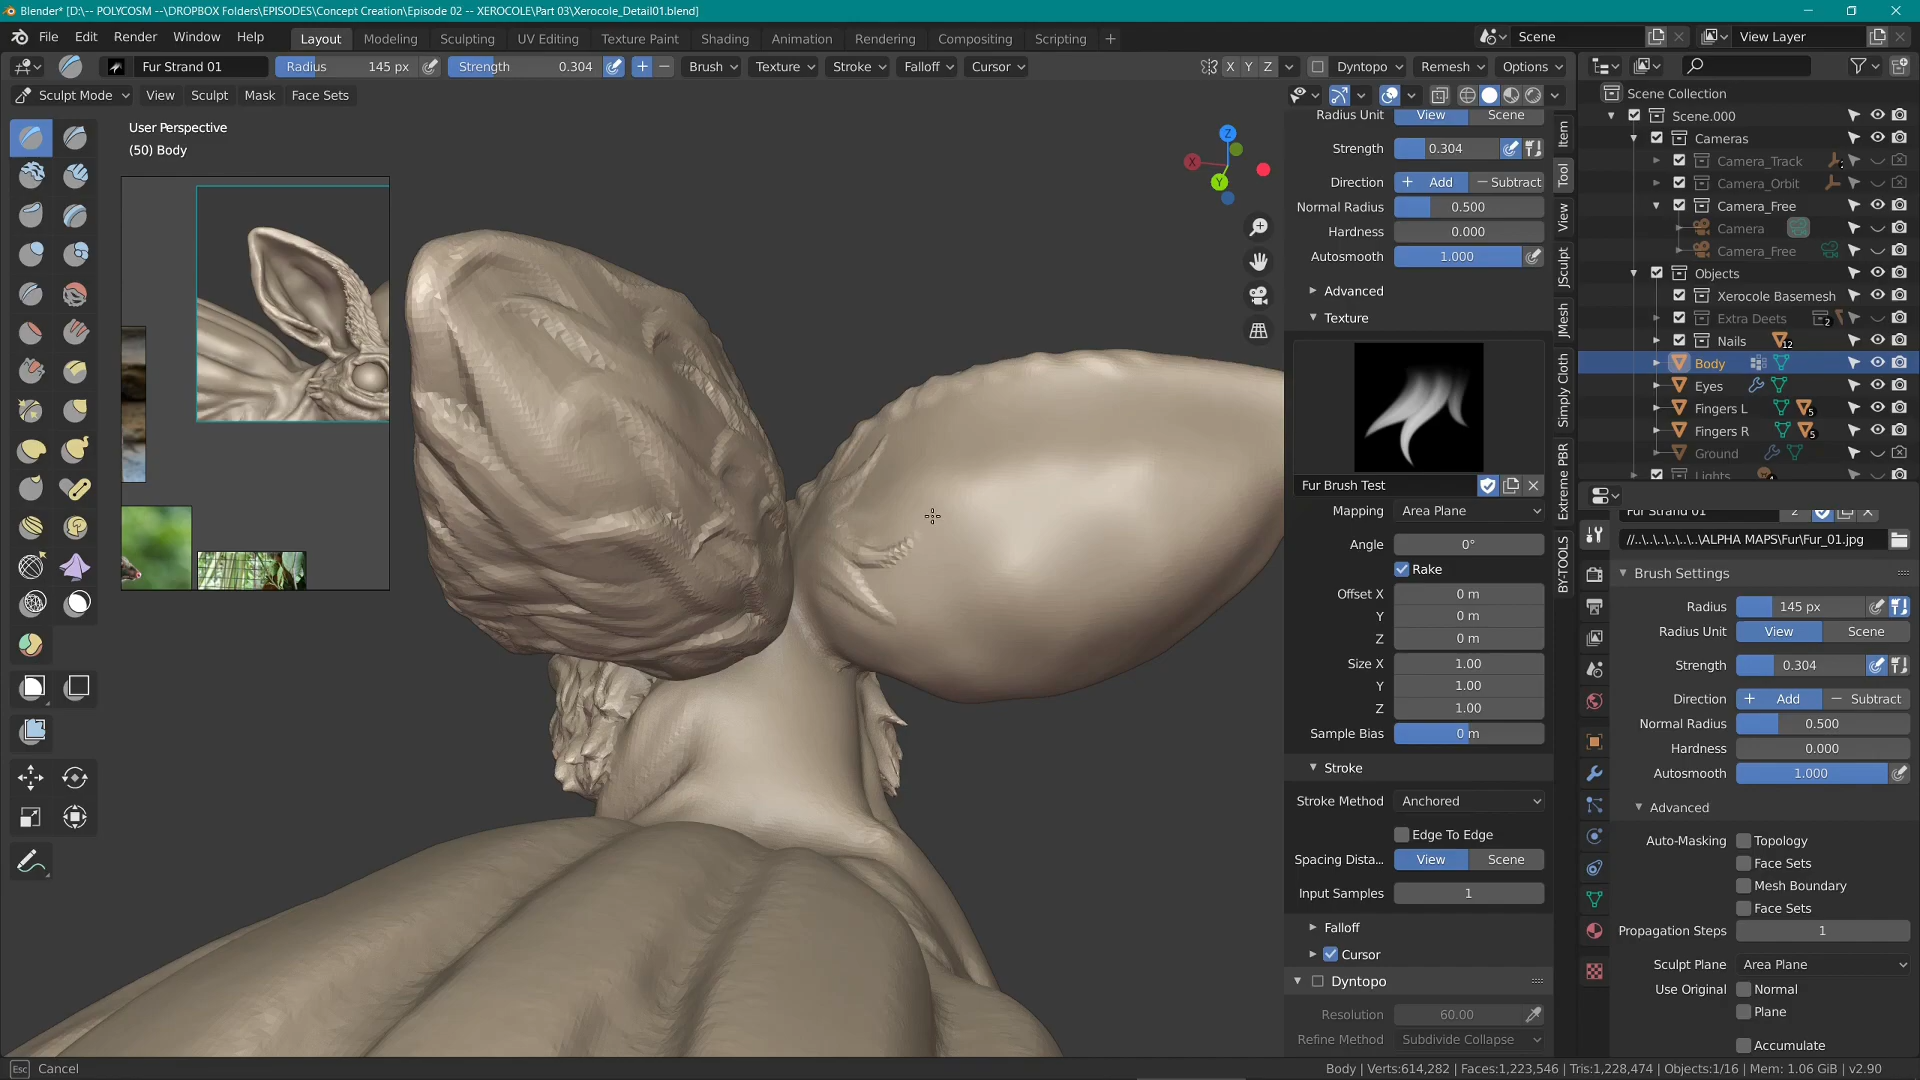 Blender* [D:\-- POLYCOSM --\DROPBOX Folders\EPISODES\Concept Creation\Episode 02 -- XEROCOLE\Part 03\Xerocole_Detail01.blend]
File Edit Render Window Help Layout Modeling Sculpting UV Editing Texture Paint Shading Animation Rendering Compositing Scripting + Scene View Layer
Fur Strand 01 Radius 145 px Strength 0.304 + − Brush Texture Stroke Falloff Cursor X Y Z Dyntopo Remesh Options
Sculpt Mode View Sculpt Mask Face Sets
User Perspective
(50) Body
X
Y
Z
Radius Unit View Scene
Strength 0.304
Direction + Add − Subtract
Normal Radius 0.500
Hardness 0.000
Autosmooth 1.000
Advanced
Texture
Fur Brush Test
Mapping Area Plane
Angle 0°
Rake
Offset X 0 m
Y 0 m
Z 0 m
Size X 1.00
Y 1.00
Z 1.00
Sample Bias 0 m
Stroke
Stroke Method Anchored
Edge To Edge
Spacing Dista... View Scene
Input Samples 1
Falloff
Cursor
Dyntopo
Resolution 60.00
Refine Method Subdivide Collapse
Item
Tool
View
JSculpt
JMesh
Simply Cloth
Extreme PBR
BY-TOOLS
Scene Collection
Scene.000
Cameras
Camera_Track
Camera_Orbit
Camera_Free
Camera
Camera_Free
Objects
Xerocole Basemesh
Extra Deets 2
Nails 12
Body
Eyes
Fingers L 5
Fingers R 5
Ground
Lights
Fur Strand 01 2
//..\..\..\..\..\..\ALPHA MAPS\Fur\Fur_01.jpg
Brush Settings
Radius 145 px
Radius Unit View Scene
Strength 0.304
Direction + Add − Subtract
Normal Radius 0.500
Hardness 0.000
Autosmooth 1.000
Advanced
Auto-Masking Topology
Face Sets
Mesh Boundary
Face Sets
Propagation Steps 1
Sculpt Plane Area Plane
Use Original Normal
Plane
Accumulate
Esc Cancel
Body | Verts:614,282 | Faces:1,223,546 | Tris:1,228,474 | Objects:1/16 | Mem: 1.06 GiB | v2.90